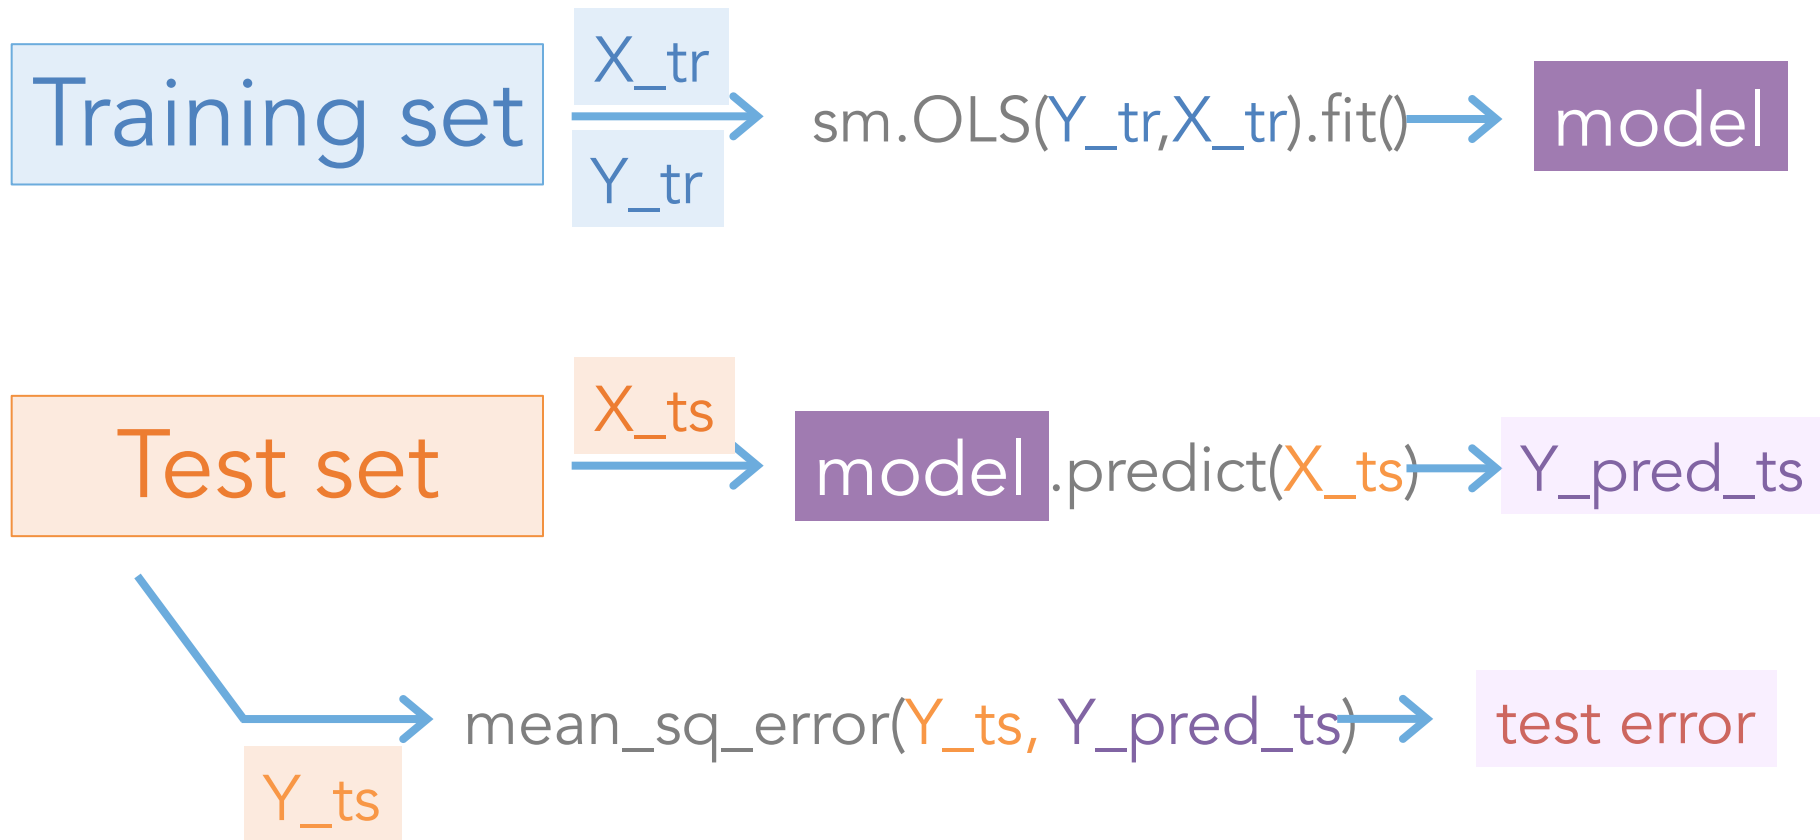 X_tr
Training set
sm.OLS(Y_tr,X_tr).fit()
model
Y_tr
X_ts
Test set
model.predict(X_ts)
Y_pred_ts
mean_sq_error(Y_ts, Y_pred_ts)
test error
Y_ts